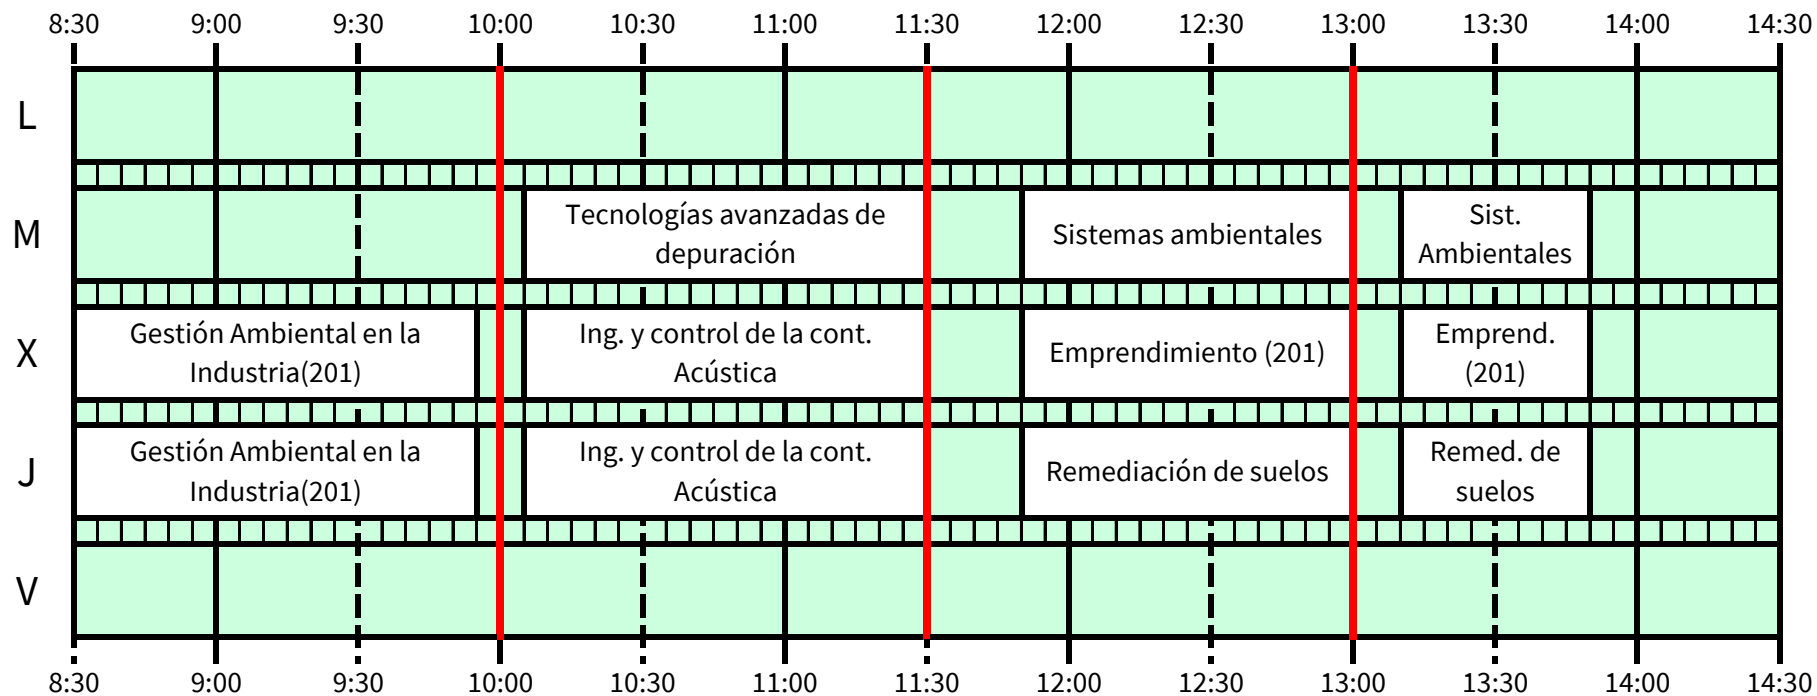 8:30 9:00 9:30 10:00 10:30 11:00 11:30 12:00 12:30 13:00 13:30 14:00 14:30
L
M
Tecnologías avanzadas de
depuración
Sistemas ambientales
Sist.
Ambientales
X
Gestión Ambiental en la
Industria(201)
Ing. y control de la cont.
Acústica
Emprendimiento (201)
Emprend.
(201)
J
Gestión Ambiental en la
Industria(201)
Ing. y control de la cont.
Acústica
Remediación de suelos
Remed. de
suelos
V
8:30 9:00 9:30 10:00 10:30 11:00 11:30 12:00 12:30 13:00 13:30 14:00 14:30